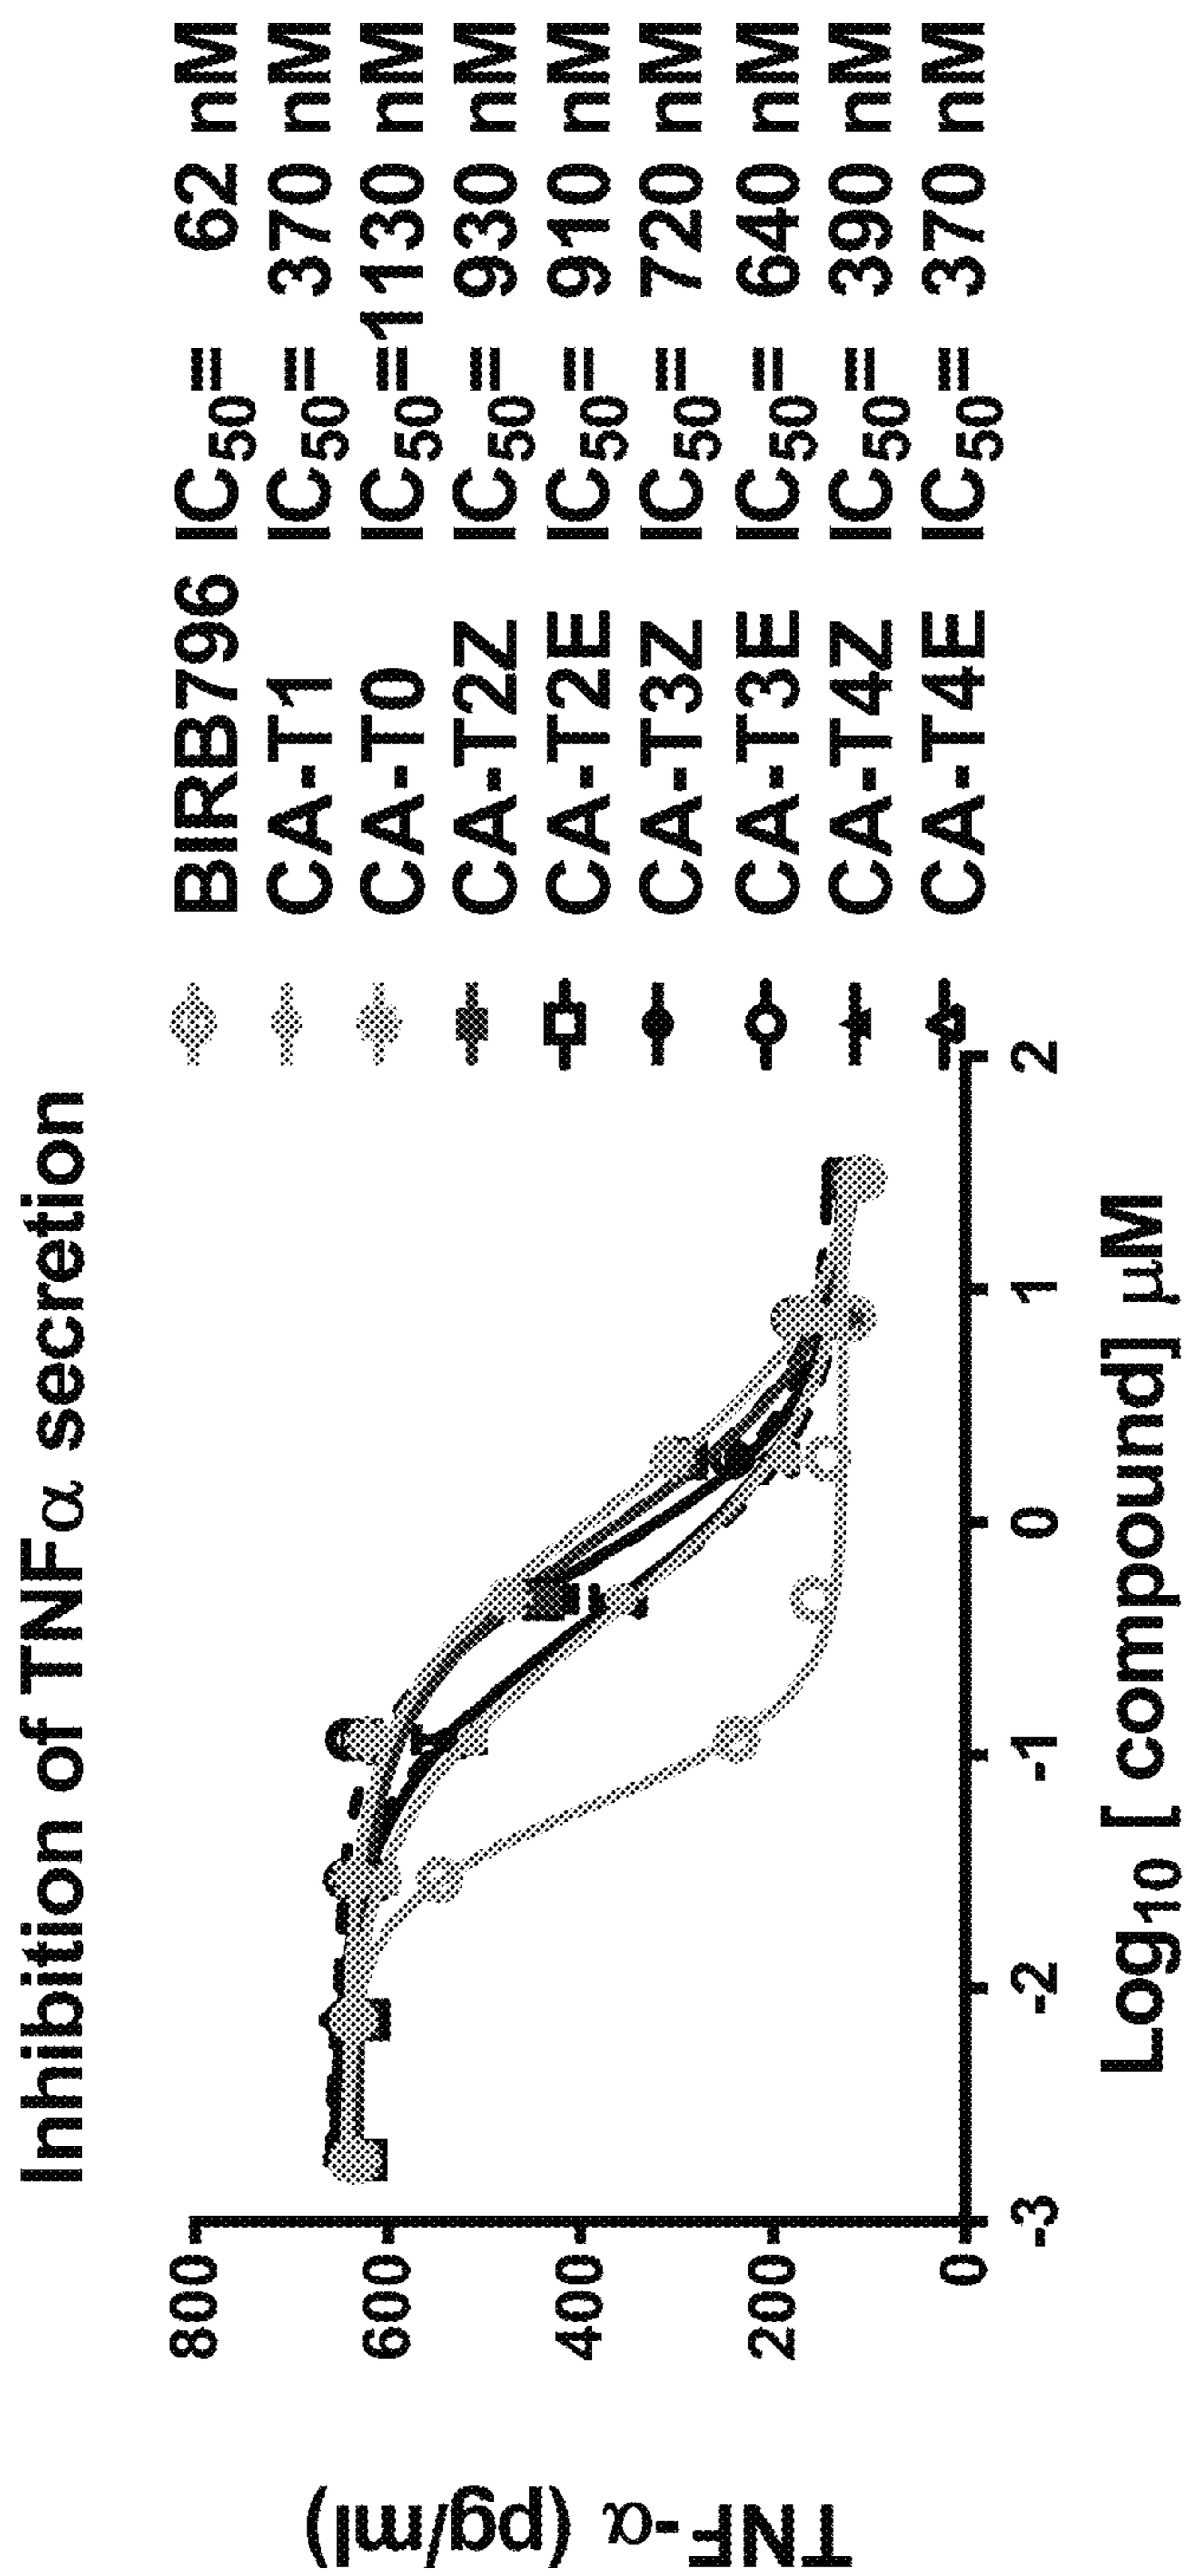 Inhibition of TNFα secretion
TNF-α (pg/ml)
800
600
400
200
0
-3
-2
-1
0
1
2
Log10 [ compound] μM
BIRB796 IC50= 62 nM
CA-T1 IC50= 370 nM
CA-T0 IC50=1130 nM
CA-T2Z IC50= 930 nM
CA-T2E IC50= 910 nM
CA-T3Z IC50= 720 nM
CA-T3E IC50= 640 nM
CA-T4Z IC50= 390 nM
CA-T4E IC50= 370 nM